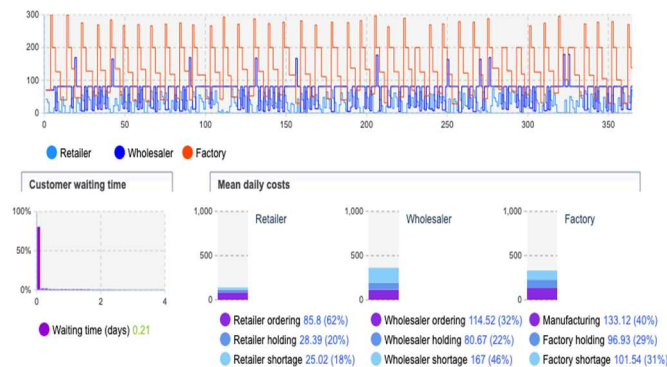 300
200
100
0
0 50 100 150 200 250 300 350
Retailer Wholesaler Factory
Customer waiting time
Mean daily costs
100%
50%
0%
0 2 4
Waiting time (days) 0.21
1,000 Retailer
500
0
Retailer ordering 85.8 (62%)
Retailer holding 28.39 (20%)
Retailer shortage 25.02 (18%)
1,000 Wholesaler
500
0
Wholesaler ordering 114.52 (32%)
Wholesaler holding 80.67 (22%)
Wholesaler shortage 167 (46%)
1,000 Factory
500
0
Manufacturing 133.12 (40%)
Factory holding 96.93 (29%)
Factory shortage 101.54 (31%)